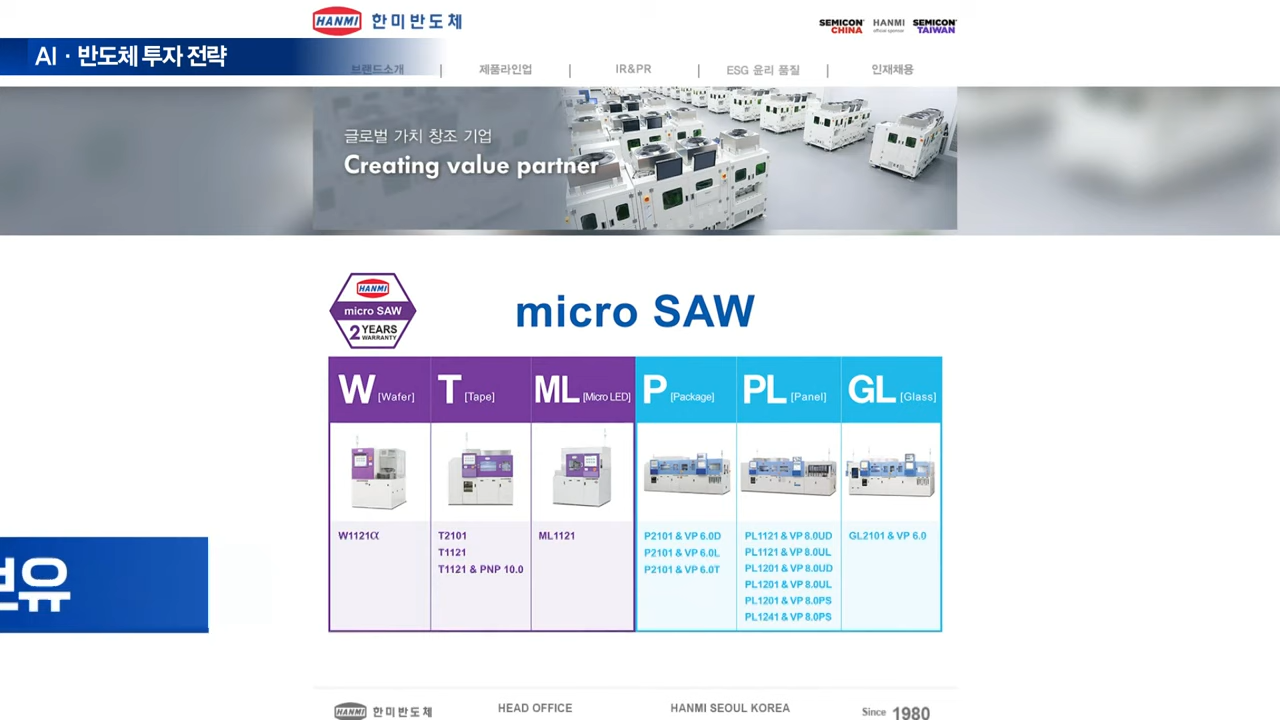 HANMI 한미반도체
SEMICON CHINA
HANMI official sponsor
SEMICON TAIWAN
AI · 반도체 투자 전략
브랜드소개 | 제품라인업 | IR&PR | ESG 윤리 품질 | 인재채용
글로벌 가치 창조 기업
Creating value partner
HANMI
micro SAW
2 YEARS WARRANTY
micro SAW
W [Wafer]
T [Tape]
ML [Micro LED]
P [Package]
PL [Panel]
GL [Glass]
W1121α
T2101
T1121
T1121 & PNP 10.0
ML1121
P2101 & VP 6.0D
P2101 & VP 6.0L
P2101 & VP 6.0T
PL1121 & VP 8.0UD
PL1121 & VP 8.0UL
PL1201 & VP 8.0UD
PL1201 & VP 8.0UL
PL1201 & VP 8.0PS
PL1241 & VP 8.0PS
GL2101 & VP 6.0
유
HANMI 한미반도체
HEAD OFFICE
HANMI SEOUL KOREA
Since 1980